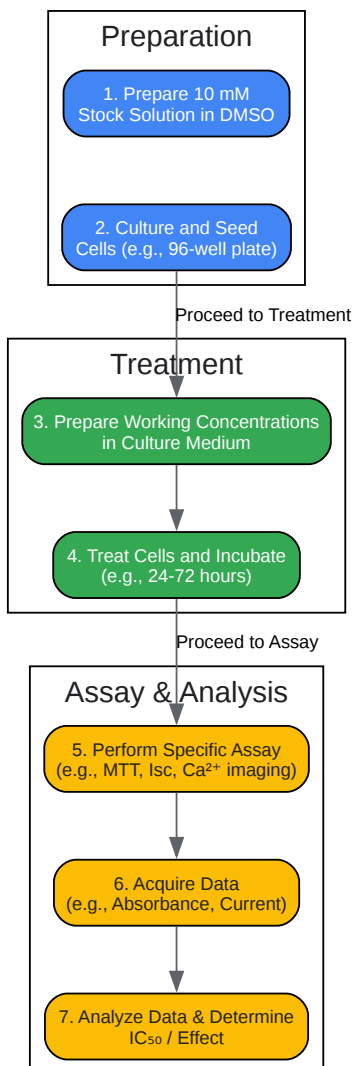 Preparation
1. Prepare 10 mM
Stock Solution in DMSO
2. Culture and Seed
Cells (e.g., 96-well plate)
Proceed to Treatment
Treatment
3. Prepare Working Concentrations
in Culture Medium
4. Treat Cells and Incubate
(e.g., 24-72 hours)
Proceed to Assay
Assay & Analysis
5. Perform Specific Assay
(e.g., MTT, Isc, Ca²⁺ imaging)
6. Acquire Data
(e.g., Absorbance, Current)
7. Analyze Data & Determine
IC₅₀ / Effect